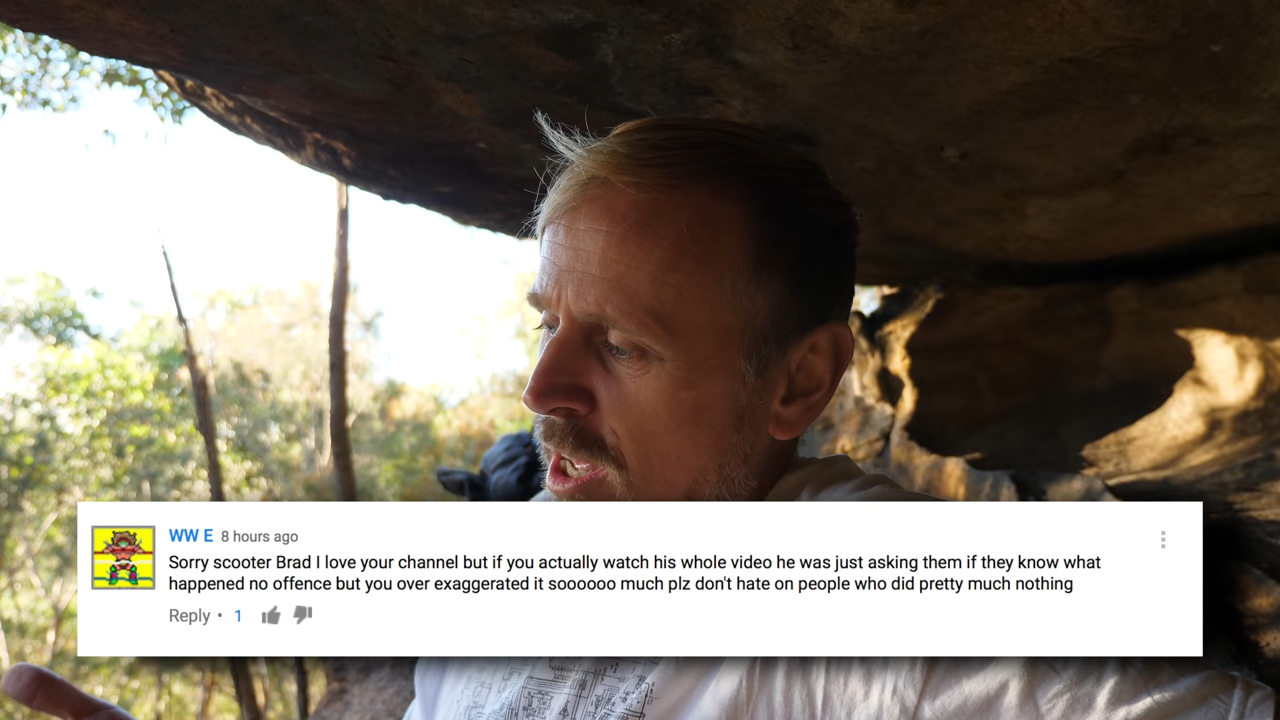 WW E 8 hours ago
Sorry scooter Brad I love your channel but if you actually watch his whole video he was just asking them if they know what
happened no offence but you over exaggerated it soooooo much plz don't hate on people who did pretty much nothing
Reply • 1